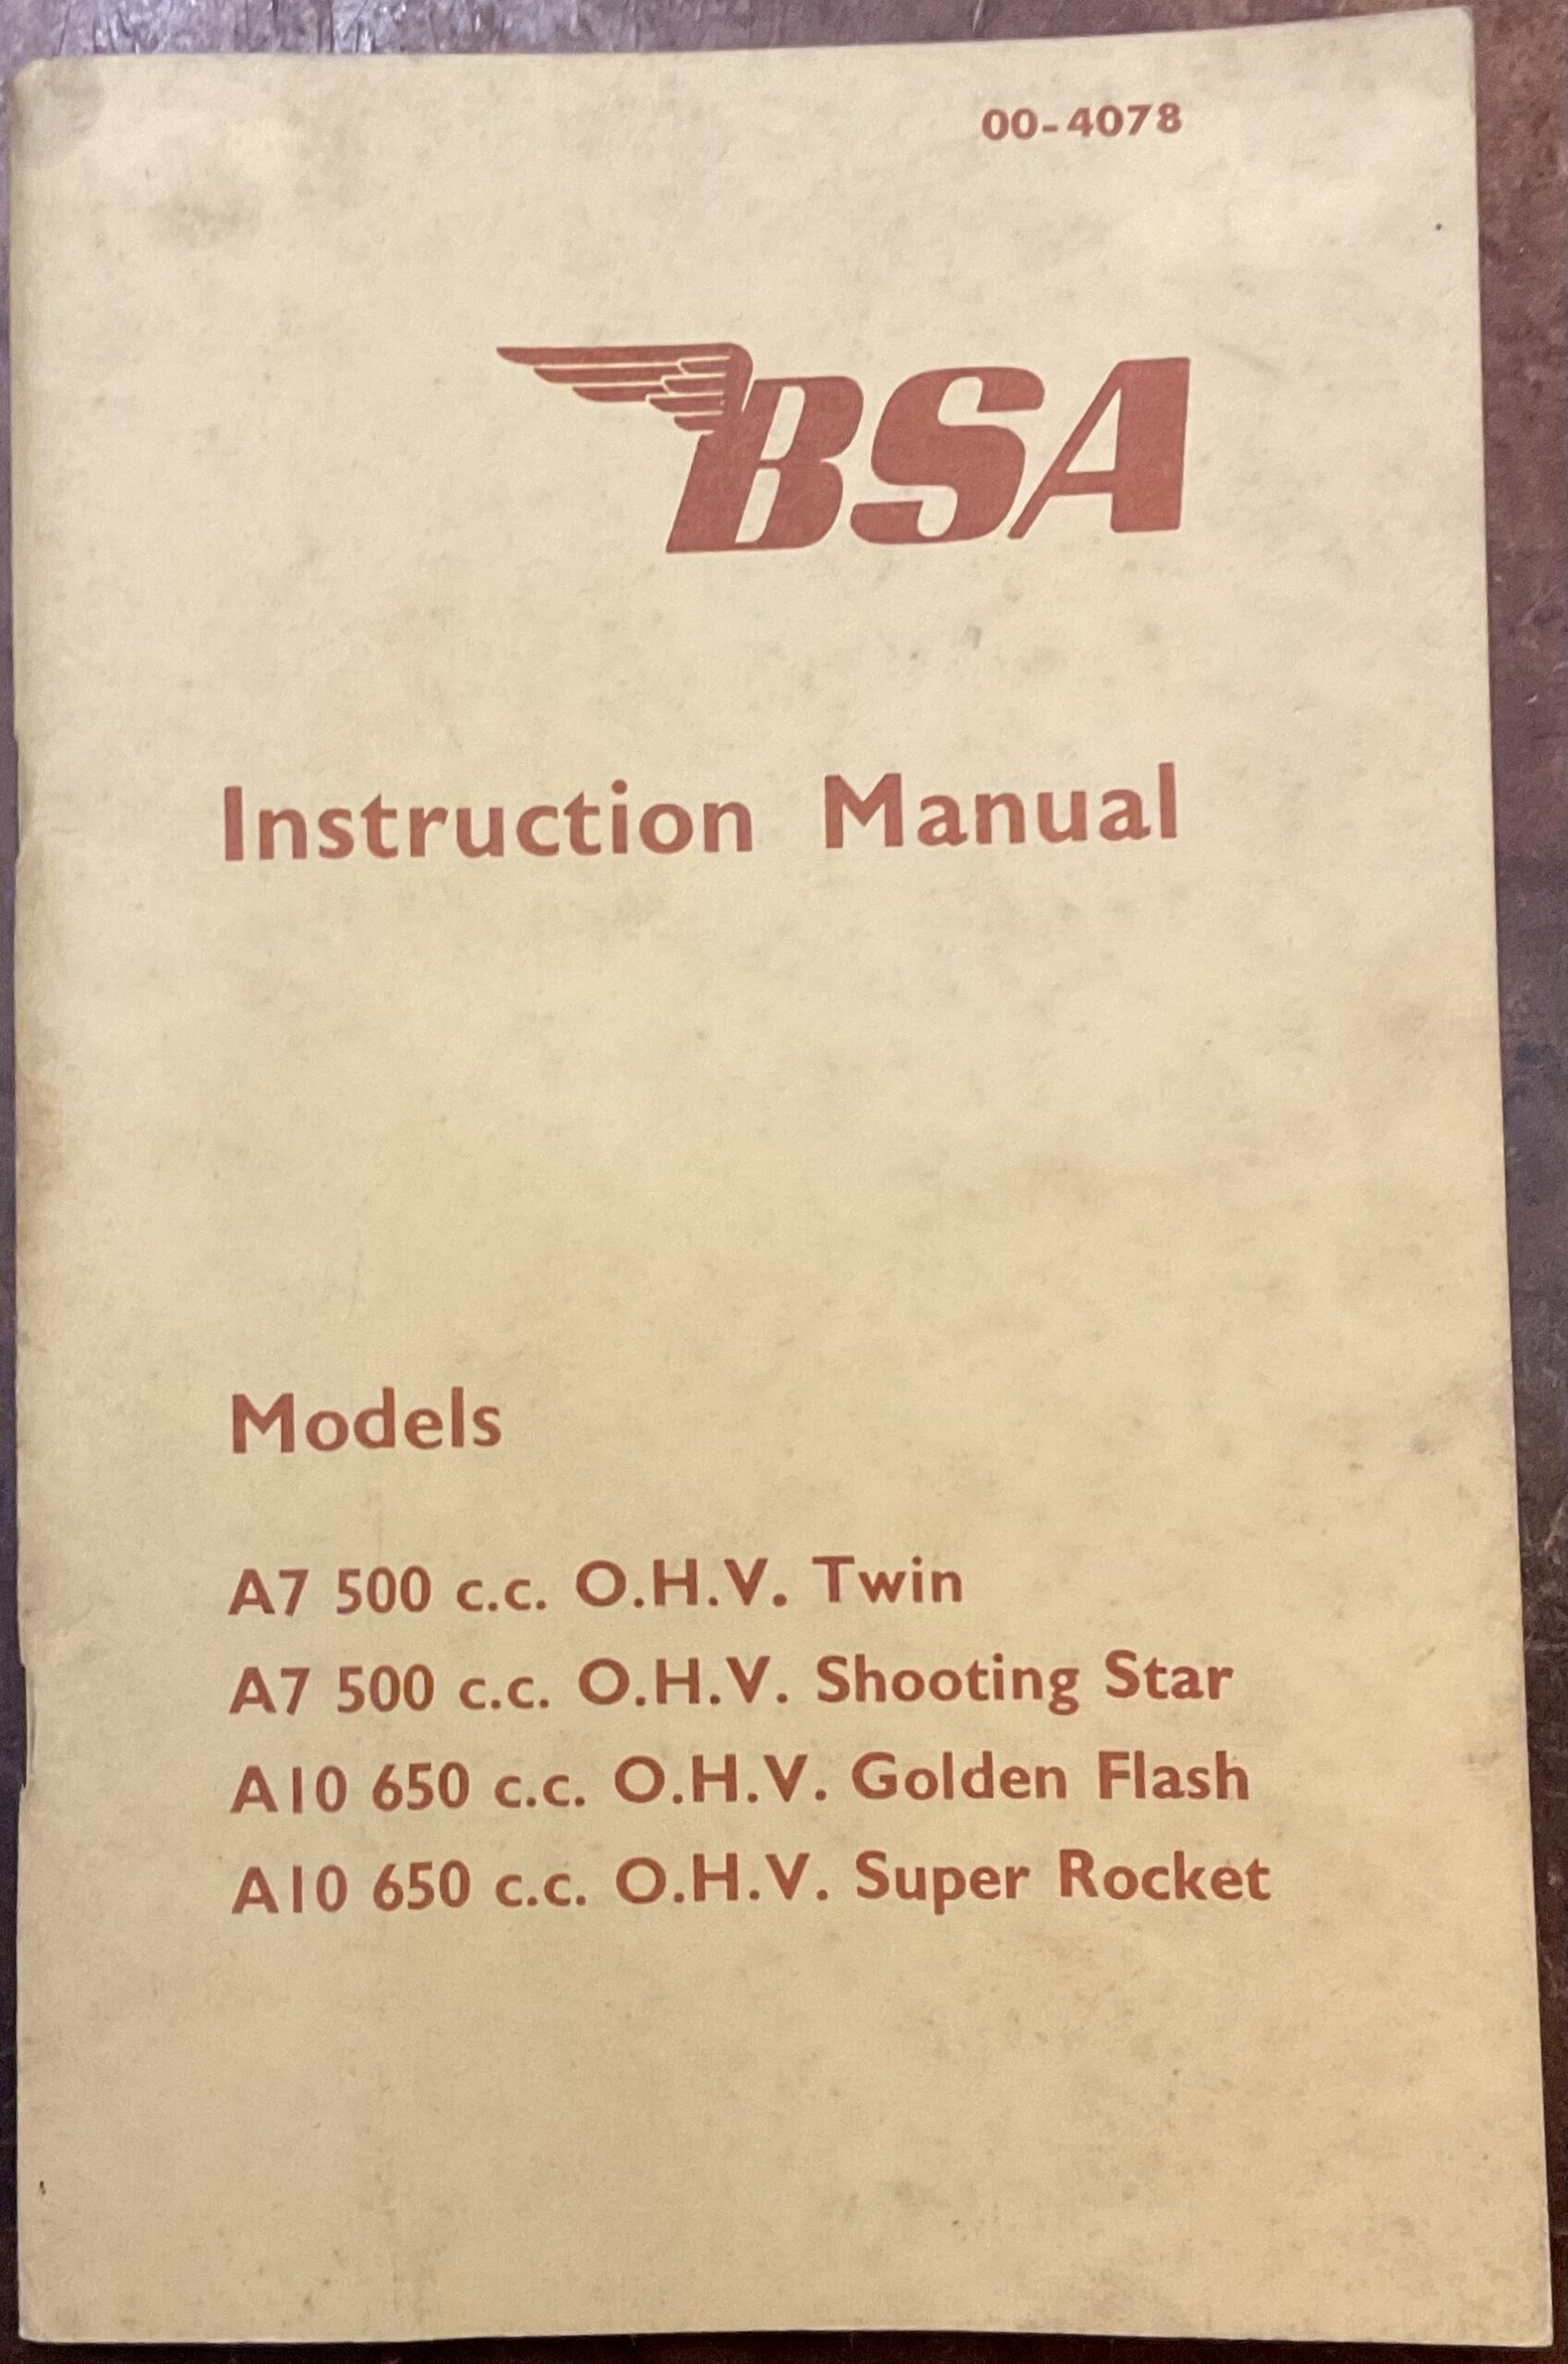 00-4078
BSA
Instruction Manual
Models
A7 500 c.c. O.H.V. Twin
A7 500 c.c. O.H.V. Shooting Star
A10 650 c.c. O.H.V. Golden Flash
A10 650 c.c. O.H.V. Super Rocket